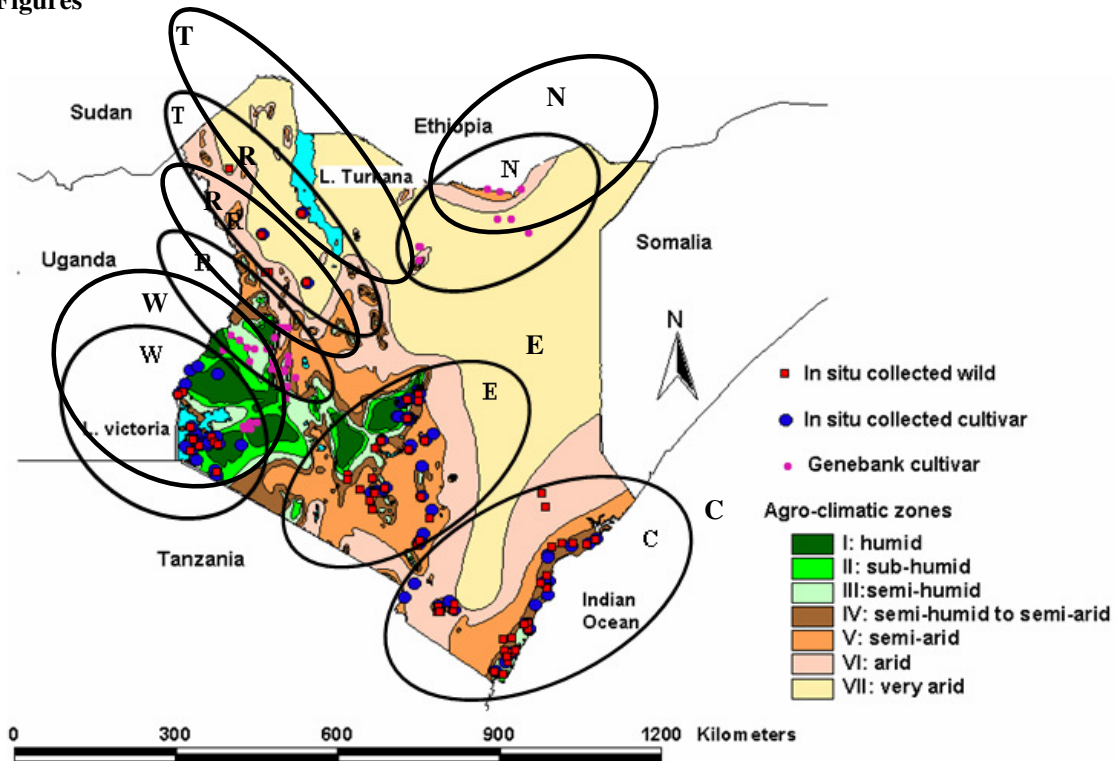 Figures
T
N
Sudan
T
Ethiopia
R
L. Turkana
N
R
R
Somalia
Uganda
R
W
N
E
W
E
In situ collected wild
In situ collected cultivar
L. victoria
Genebank cultivar
C
Agro-climatic zones
C
I: humid
Tanzania
II: sub-humid
III:semi-humid
Indian
Ocean
IV: semi-humid to semi-arid
V: semi-arid
VI: arid
VII: very arid
0 300 600 900 1200 Kilometers